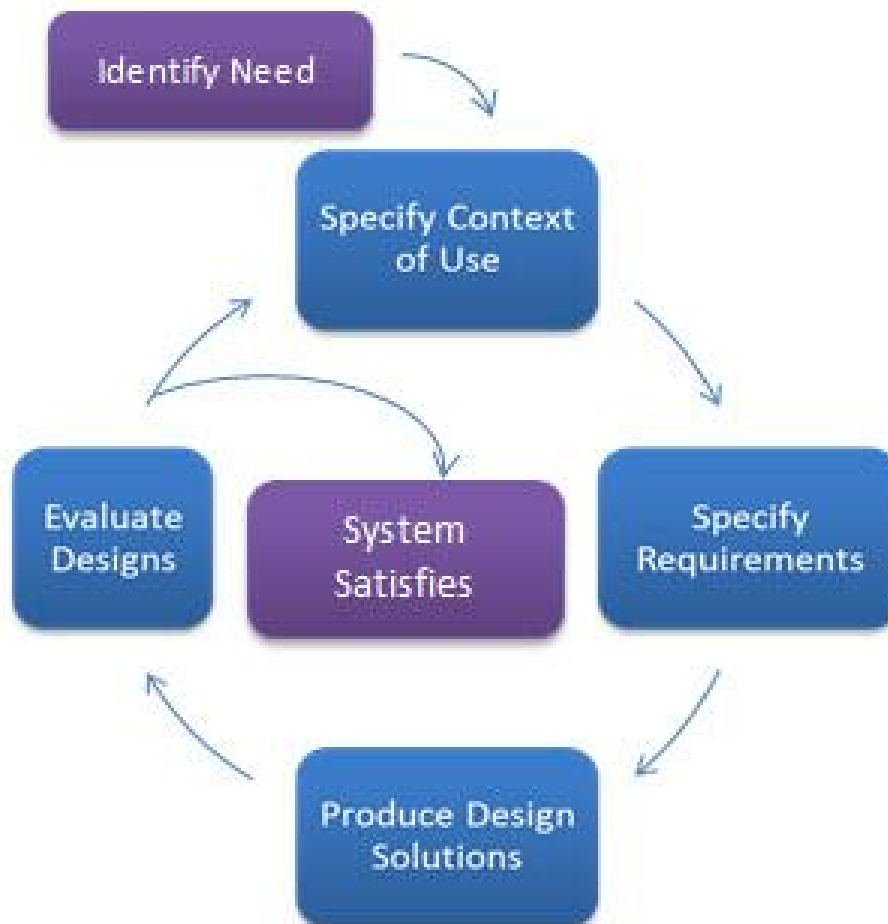 Identify Need
Specify Context
of Use
Specify
Requirements
Produce Design
Solutions
Evaluate
Designs
System
Satisfies